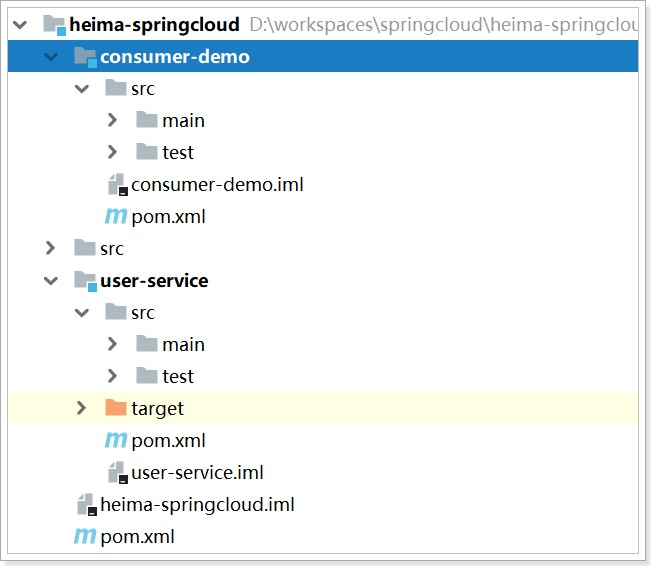 heima-springcloud D:\workspaces\springcloud\heima-springclou
consumer-demo
src
main
test
consumer-demo.iml
pom.xml
src
user-service
src
main
test
target
pom.xml
user-service.iml
heima-springcloud.iml
pom.xml